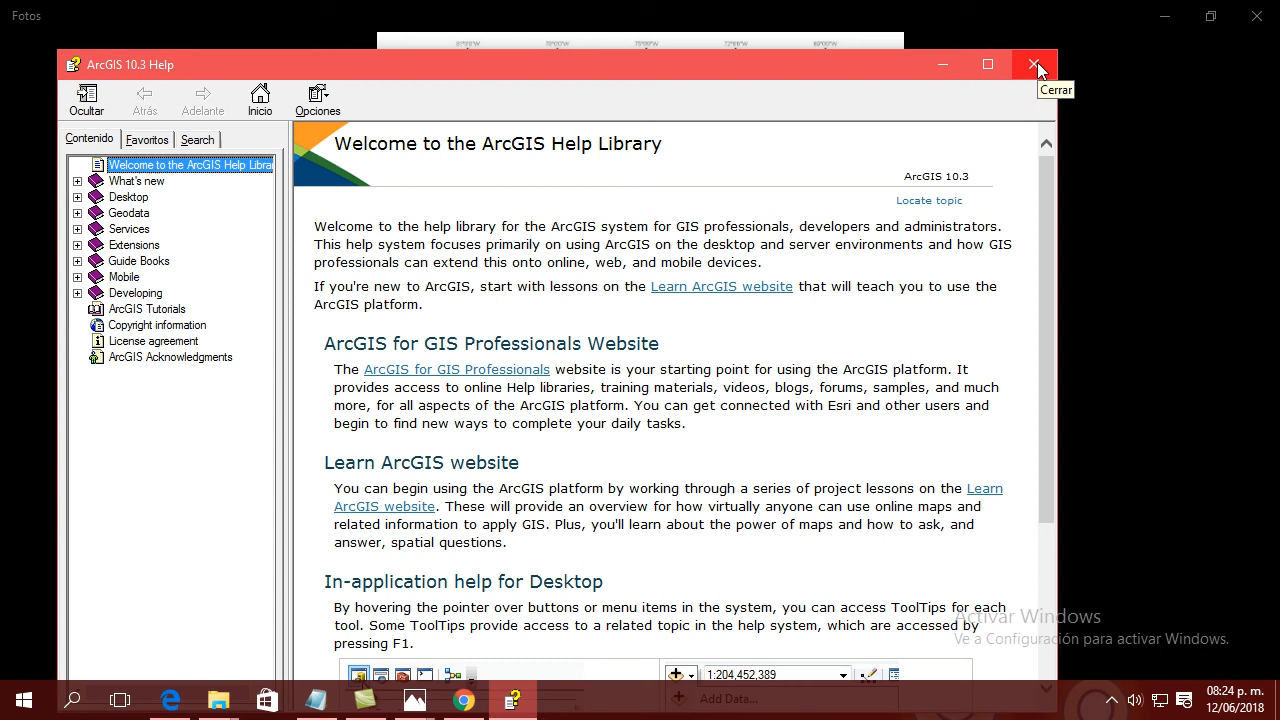 Fotos
ArcGIS 10.3 Help
Cerrar
Ocultar Atrás Adelante Inicio Opciones
Contenido Favoritos Search
Welcome to the ArcGIS Help Libra
What's new
Desktop
Geodata
Services
Extensions
Guide Books
Mobile
Developing
ArcGIS Tutorials
Copyright information
License agreement
ArcGIS Acknowledgments
Welcome to the ArcGIS Help Library
ArcGIS 10.3
Locate topic
Welcome to the help library for the ArcGIS system for GIS professionals, developers and administrators.
This help system focuses primarily on using ArcGIS on the desktop and server environments and how GIS
professionals can extend this onto online, web, and mobile devices.
If you're new to ArcGIS, start with lessons on the Learn ArcGIS website that will teach you to use the
ArcGIS platform.
ArcGIS for GIS Professionals Website
The ArcGIS for GIS Professionals website is your starting point for using the ArcGIS platform. It
provides access to online Help libraries, training materials, videos, blogs, forums, samples, and much
more, for all aspects of the ArcGIS platform. You can get connected with Esri and other users and
begin to find new ways to complete your daily tasks.
Learn ArcGIS website
You can begin using the ArcGIS platform by working through a series of project lessons on the Learn
ArcGIS website. These will provide an overview for how virtually anyone can use online maps and
related information to apply GIS. Plus, you'll learn about the power of maps and how to ask, and
answer, spatial questions.
In-application help for Desktop
By hovering the pointer over buttons or menu items in the system, you can access ToolTips for each
tool. Some ToolTips provide access to a related topic in the help system, which are accessed by
pressing F1.
1:204,452,389
Add Data...
Activar Windows
Ve a Configuración para activar Windows.
08:24 p. m.
12/06/2018